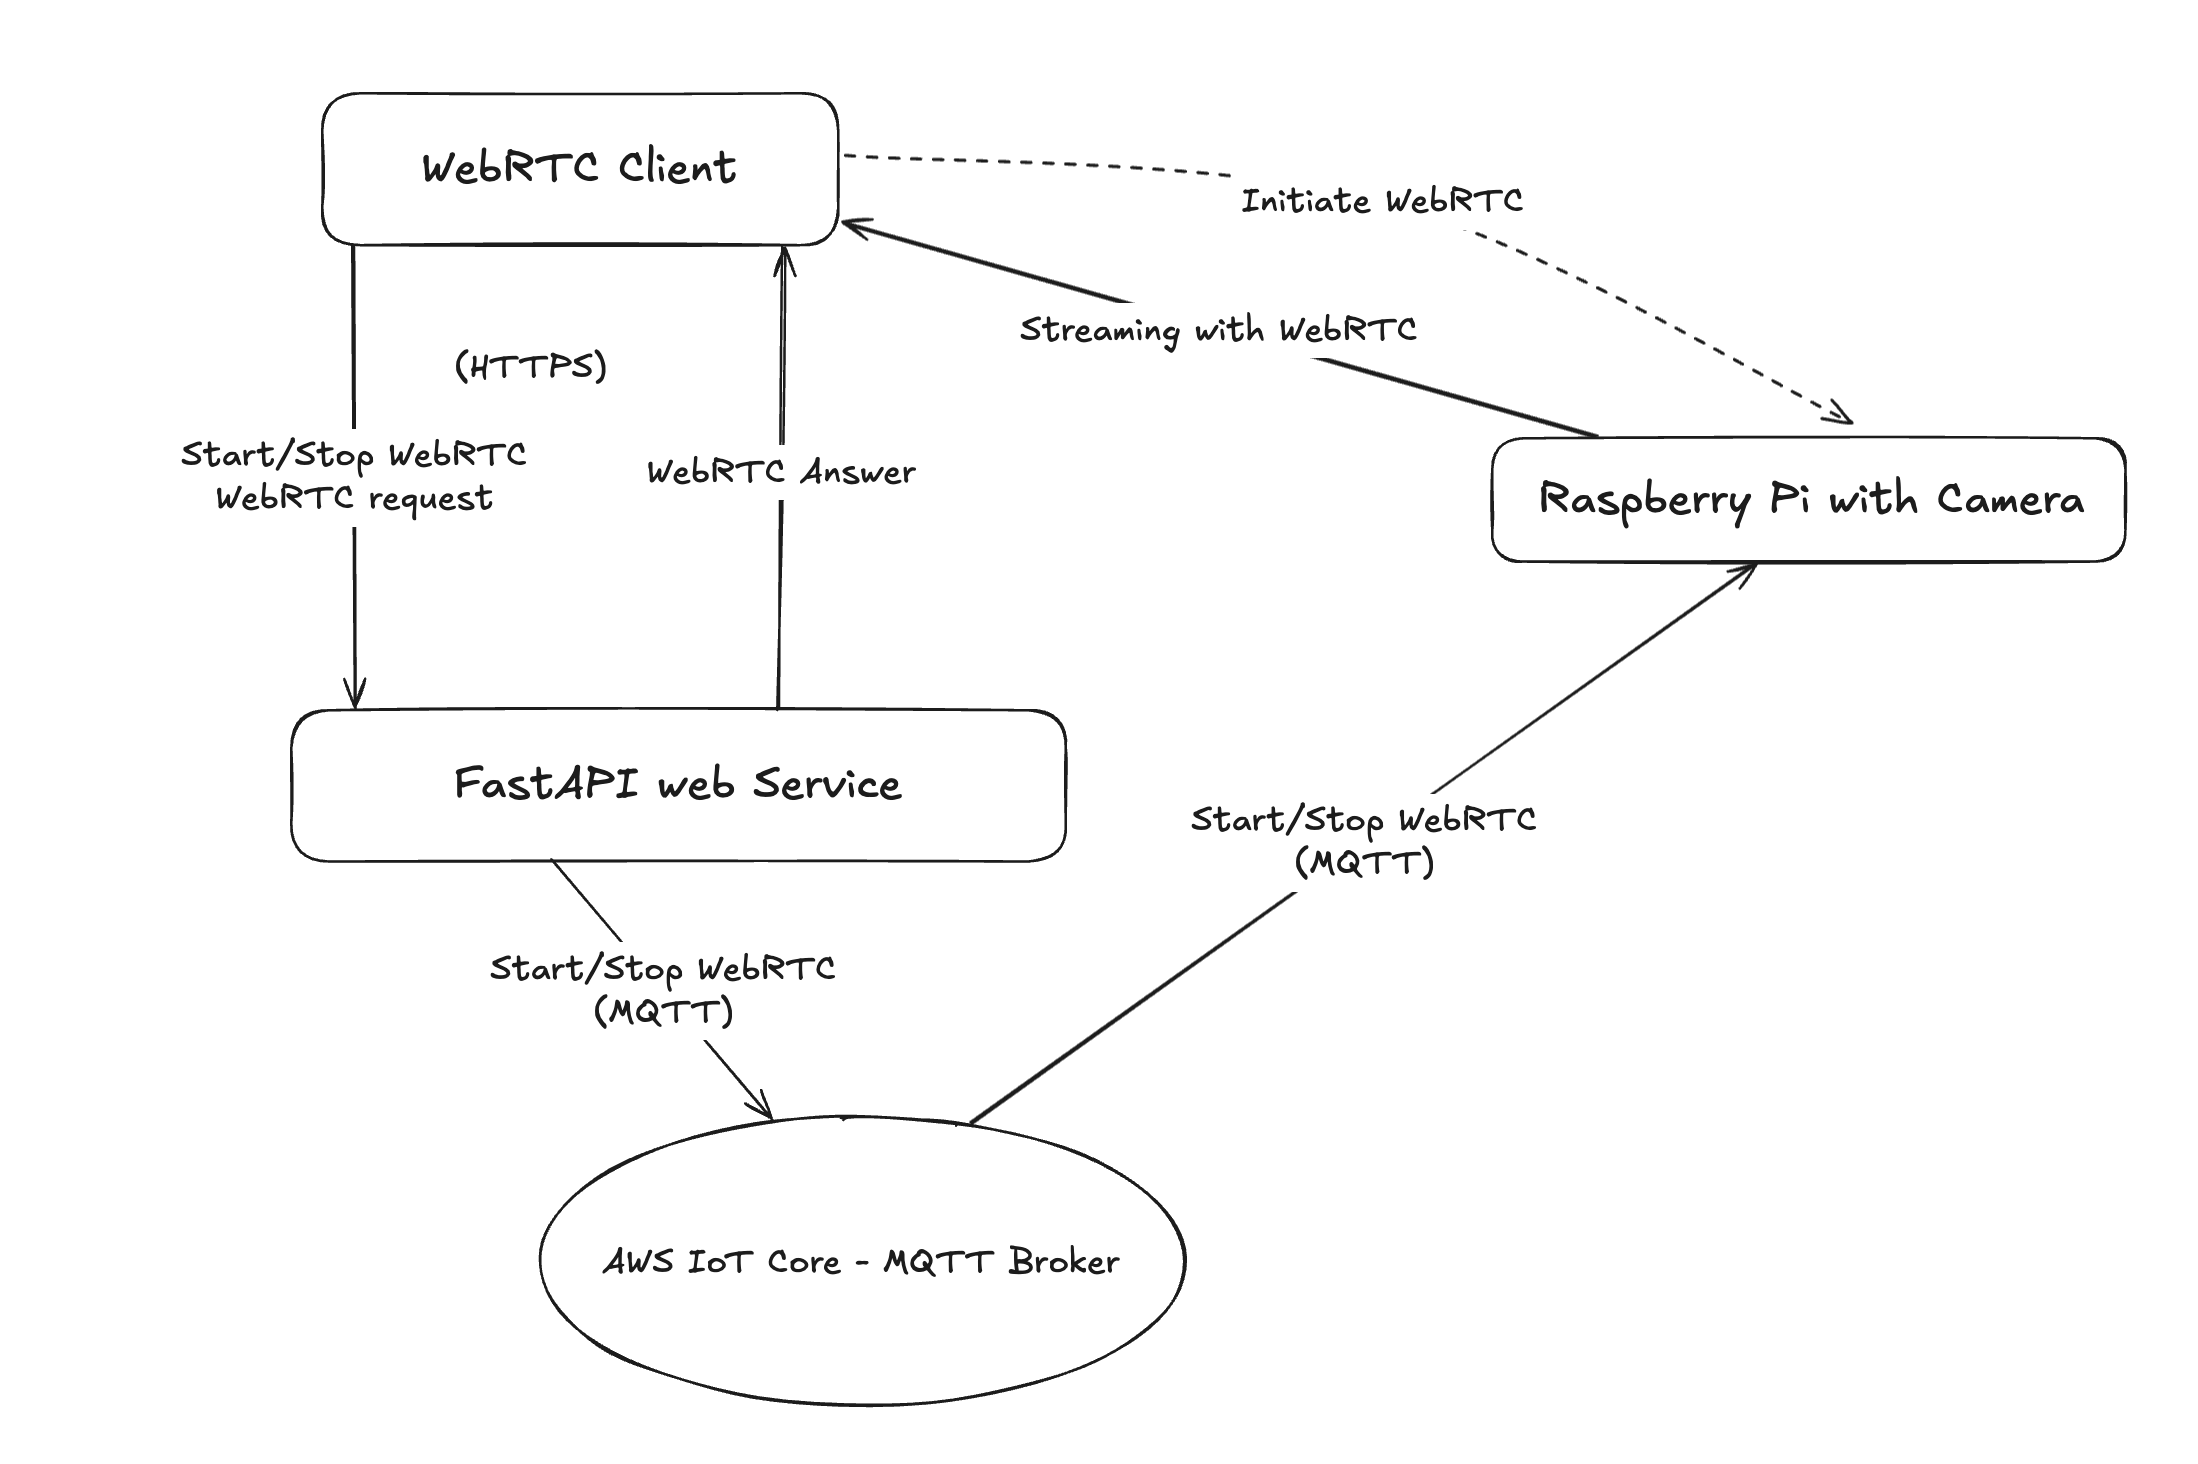 WebRTC Client
Initiate WebRTC
Streaming with WebRTC
(HTTPS)
Start/Stop WebRTC
WebRTC request
WebRTC Answer
Raspberry Pi with Camera
FastAPI web Service
Start/Stop WebRTC
(MQTT)
Start/Stop WebRTC
(MQTT)
AWS IoT Core - MQTT Broker